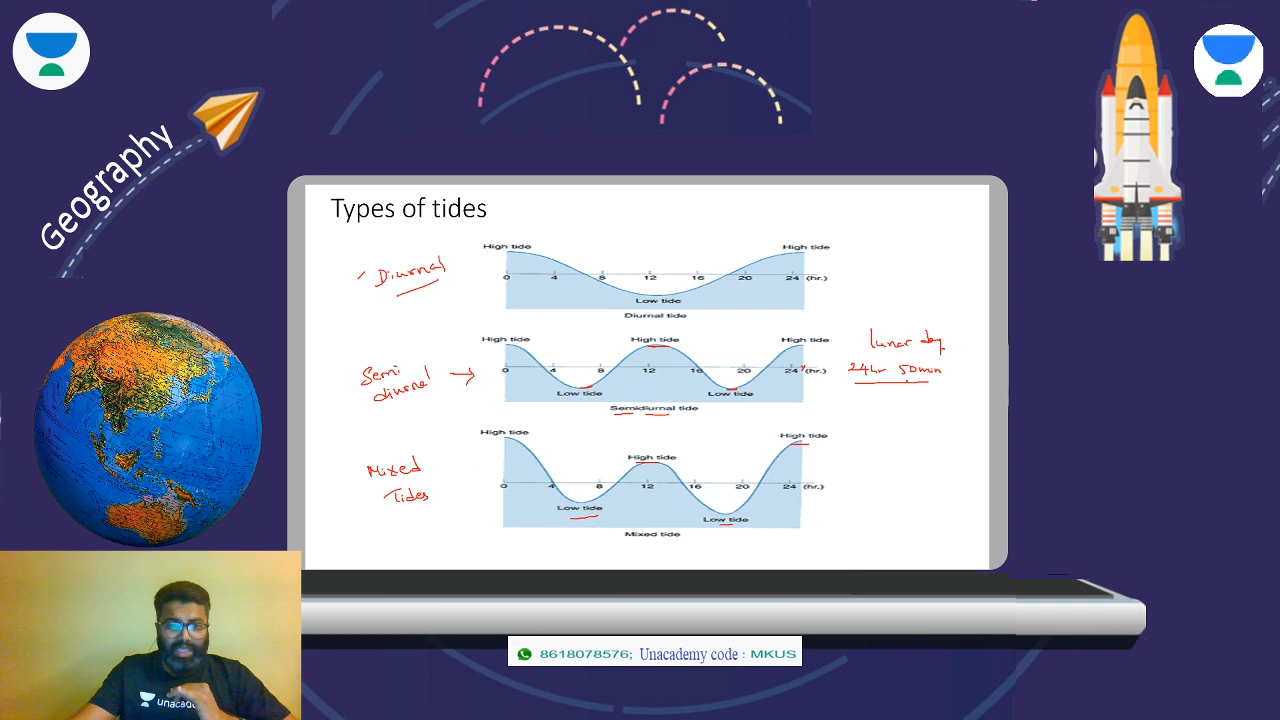 Geography
Types of tides
High tide
High tide
Diurnal
0 4 8 12 16 20 24 (hr.)
Low tide
Diurnal tide
High tide
High tide
High tide
lunar day
24hr 50min
Semi
diurnal
0 4 8 12 16 20 24 (hr.)
Low tide
Low tide
Semidiurnal tide
High tide
High tide
High tide
Mixed
Tides
0 4 8 12 16 20 24 (hr.)
Low tide
Low tide
Mixed tide
8618078576; Unacademy code : MKUS